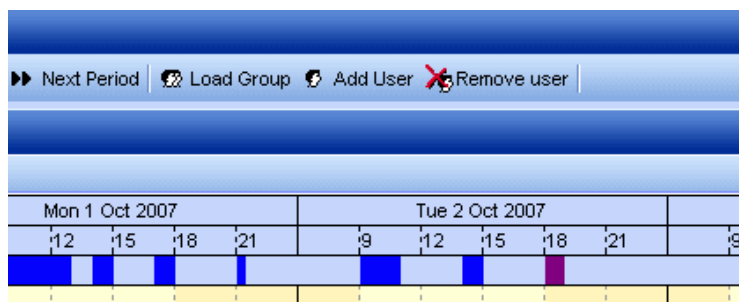 Next Period Load Group Add User Remove user
Mon 1 Oct 2007 Tue 2 Oct 2007
12 15 18 21 9 12 15 18 21 9